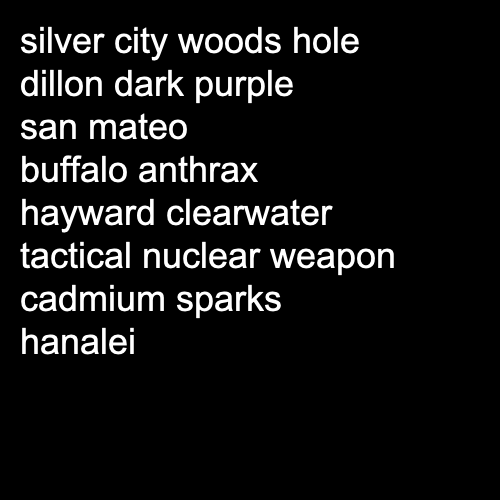 silver city woods hole
dillon dark purple
san mateo
buffalo anthrax
hayward clearwater
tactical nuclear weapon
cadmium sparks
hanalei